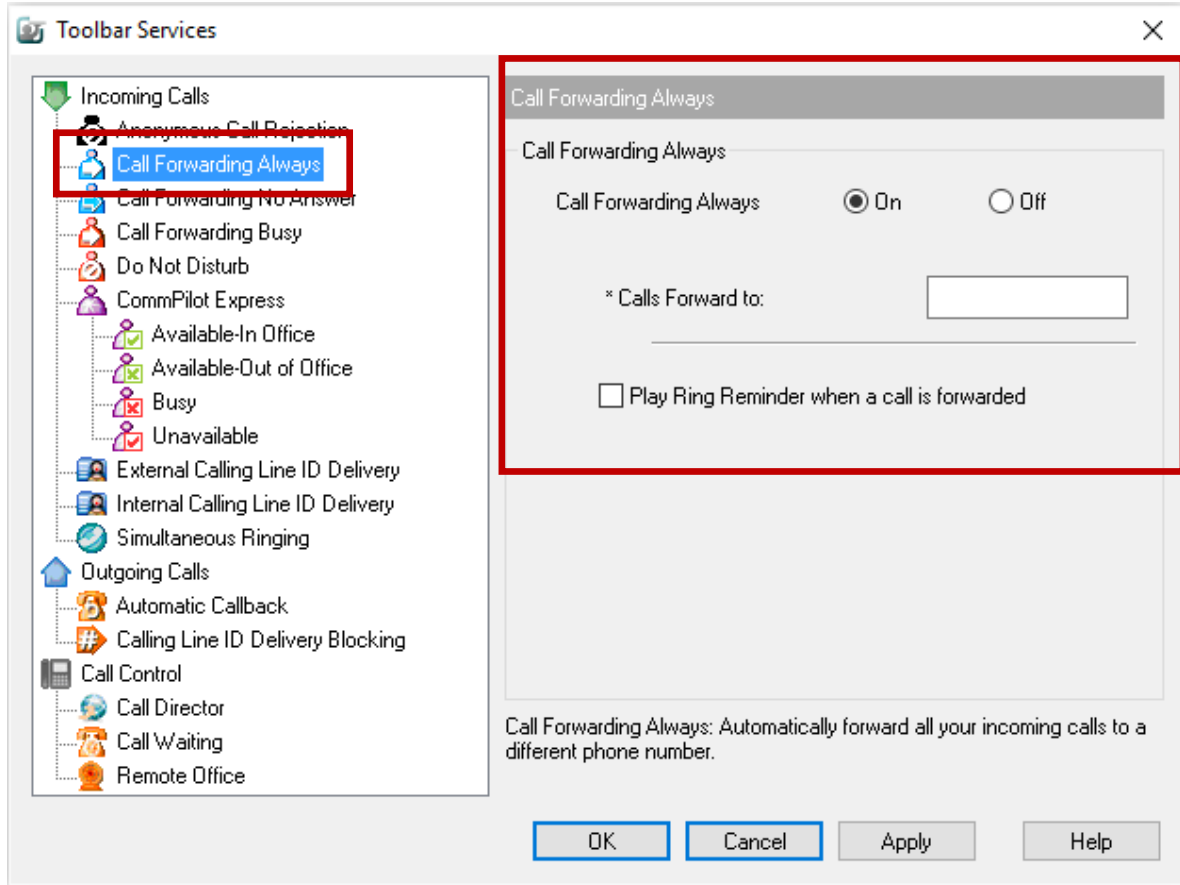 Toolbar Services
Incoming Calls
Anonymous Call Rejection
Call Forwarding Always
Call Forwarding No Answer
Call Forwarding Busy
Do Not Disturb
CommPilot Express
Available-In Office
Available-Out of Office
Busy
Unavailable
External Calling Line ID Delivery
Internal Calling Line ID Delivery
Simultaneous Ringing
Outgoing Calls
Automatic Callback
Calling Line ID Delivery Blocking
Call Control
Call Director
Call Waiting
Remote Office
Call Forwarding Always
Call Forwarding Always
Call Forwarding Always On Off
* Calls Forward to:
Play Ring Reminder when a call is forwarded
Call Forwarding Always: Automatically forward all your incoming calls to a
different phone number.
OK Cancel Apply Help